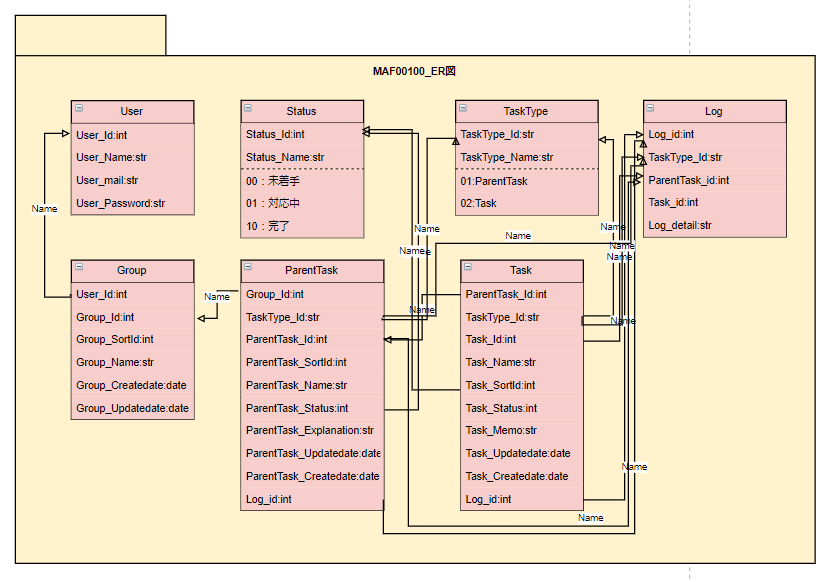 MAF00100_ER図
User
User_Id:int
User_Name:str
User_mail:str
User_Password:str
Status
Status_Id:int
Status_Name:str
00：未着手
01：対応中
10：完了
TaskType
TaskType_Id:str
TaskType_Name:str
01:ParentTask
02:Task
Log
Log_id:int
TaskType_Id:str
ParentTask_id:int
Task_id:int
Log_detail:str
Name
Name
Name
Name
Name
Name
Name
Group
User_Id:int
Group_Id:int
Group_SortId:int
Group_Name:str
Group_Createdate:date
Group_Updatedate:date
Name
ParentTask
Group_Id:int
TaskType_Id:str
ParentTask_Id:int
ParentTask_SortId:int
ParentTask_Name:str
ParentTask_Status:int
ParentTask_Explanation:str
ParentTask_Updatedate:date
ParentTask_Createdate:date
Log_id:int
Name
Task
ParentTask_Id:int
TaskType_Id:str
Task_Id:int
Task_Name:str
Task_SortId:int
Task_Status:int
Task_Memo:str
Task_Updatedate:date
Task_Createdate:date
Log_id:int
Name
Name
Name